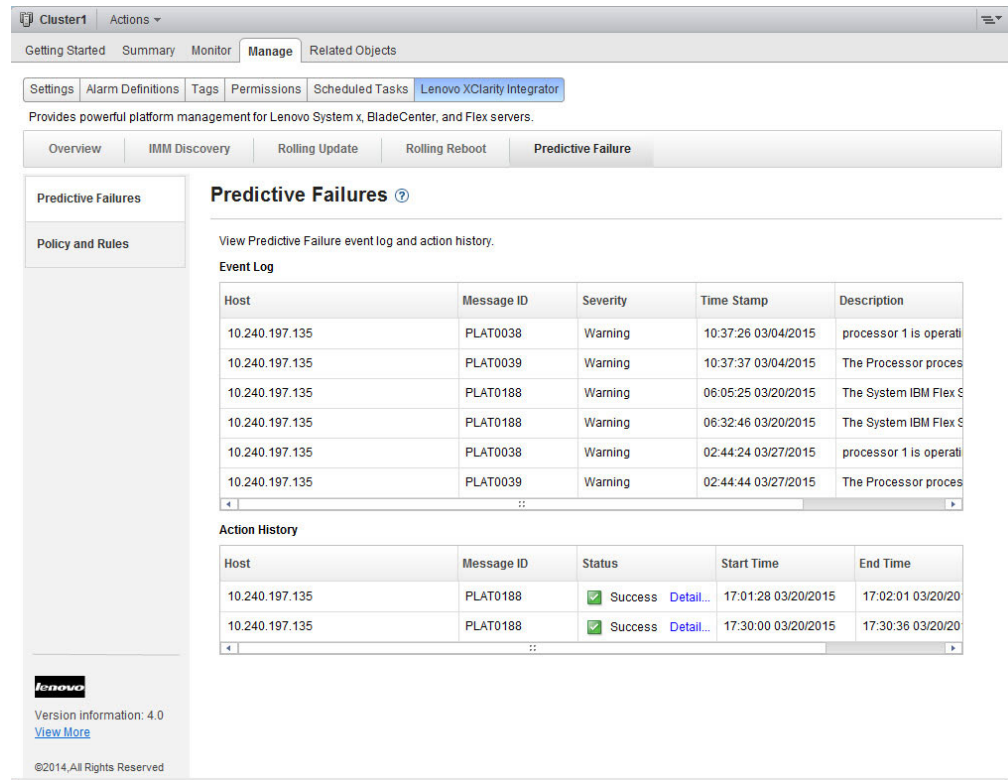 Cluster1 Actions
Getting Started Summary Monitor Manage Related Objects
Settings Alarm Definitions Tags Permissions Scheduled Tasks Lenovo XClarity Integrator
Provides powerful platform management for Lenovo System x, BladeCenter, and Flex servers.
Overview IMM Discovery Rolling Update Rolling Reboot Predictive Failure
Predictive Failures
Policy and Rules
Predictive Failures ?
View Predictive Failure event log and action history.
Event Log
Host Message ID Severity Time Stamp Description
10.240.197.135 PLAT0038 Warning 10:37:26 03/04/2015 processor 1 is operati
10.240.197.135 PLAT0039 Warning 10:37:37 03/04/2015 The Processor proces
10.240.197.135 PLAT0188 Warning 06:05:25 03/20/2015 The System IBM Flex S
10.240.197.135 PLAT0188 Warning 06:32:46 03/20/2015 The System IBM Flex S
10.240.197.135 PLAT0038 Warning 02:44:24 03/27/2015 processor 1 is operati
10.240.197.135 PLAT0039 Warning 02:44:44 03/27/2015 The Processor proces
Action History
Host Message ID Status Start Time End Time
10.240.197.135 PLAT0188 Success Detail... 17:01:28 03/20/2015 17:02:01 03/20/20
10.240.197.135 PLAT0188 Success Detail... 17:30:00 03/20/2015 17:30:36 03/20/20
lenovo
Version information: 4.0
View More
©2014,All Rights Reserved